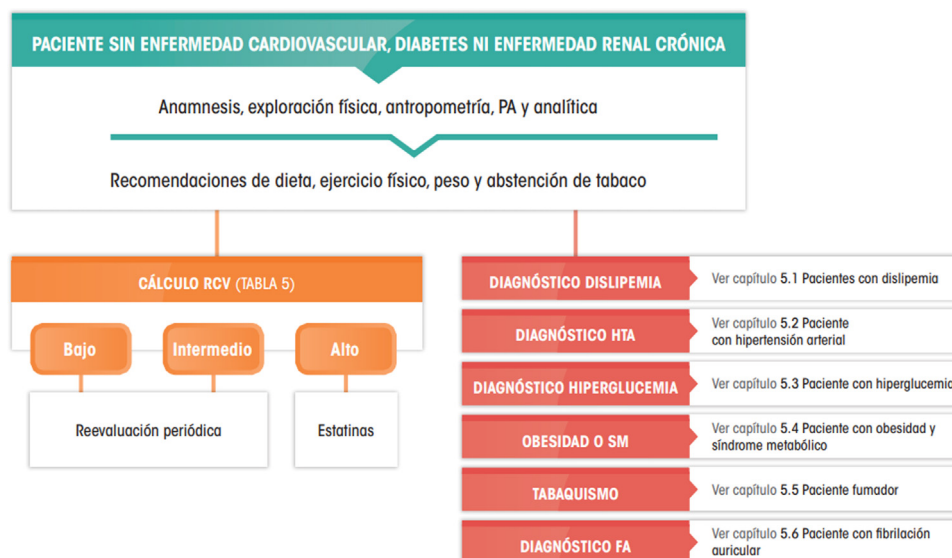 PACIENTE SIN ENFERMEDAD CARDIOVASCULAR, DIABETES NI ENFERMEDAD RENAL CRÓNICA
Anamnesis, exploración física, antropometría, PA y analítica
Recomendaciones de dieta, ejercicio físico, peso y abstención de tabaco
CÁLCULO RCV (TABLA 5)
Bajo
Intermedio
Alto
Reevaluación periódica
Estatinas
DIAGNÓSTICO DISLIPEMIA
Ver capítulo 5.1 Pacientes con dislipemia
DIAGNÓSTICO HTA
Ver capítulo 5.2 Paciente
con hipertensión arterial
DIAGNÓSTICO HIPERGLUCEMIA
Ver capítulo 5.3 Paciente con hiperglucemia
OBESIDAD O SM
Ver capítulo 5.4 Paciente con obesidad y
síndrome metabólico
TABAQUISMO
Ver capítulo 5.5 Paciente fumador
DIAGNÓSTICO FA
Ver capítulo 5.6 Paciente con fibrilación
auricular